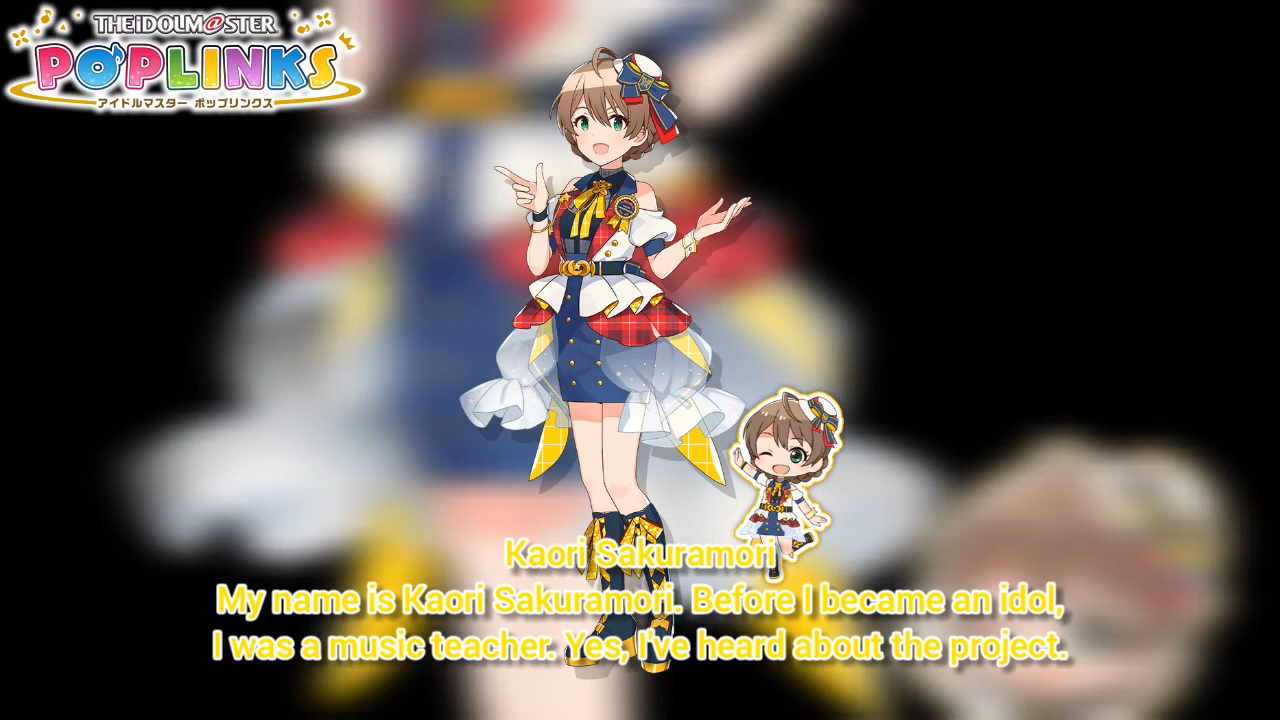 THE iDOLM@STER
POPLINKS
アイドルマスター ポップリンクス
Kaori Sakuramori
My name is Kaori Sakuramori. Before I became an idol,
I was a music teacher. Yes, I've heard about the project.